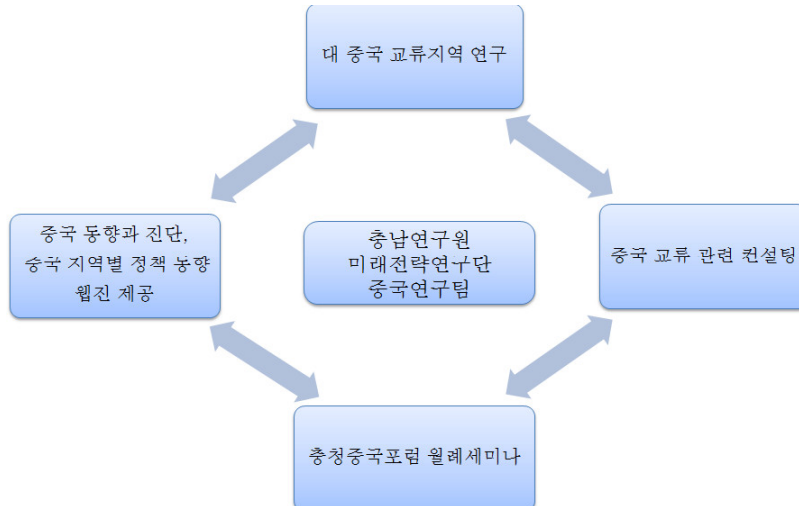 대 중국 교류지역 연구
중국 동향과 진단,
중국 지역별 정책 동향
웹진 제공
충남연구원
미래전략연구단
중국연구팀
중국 교류 관련 컨설팅
충청중국포럼 월례세미나